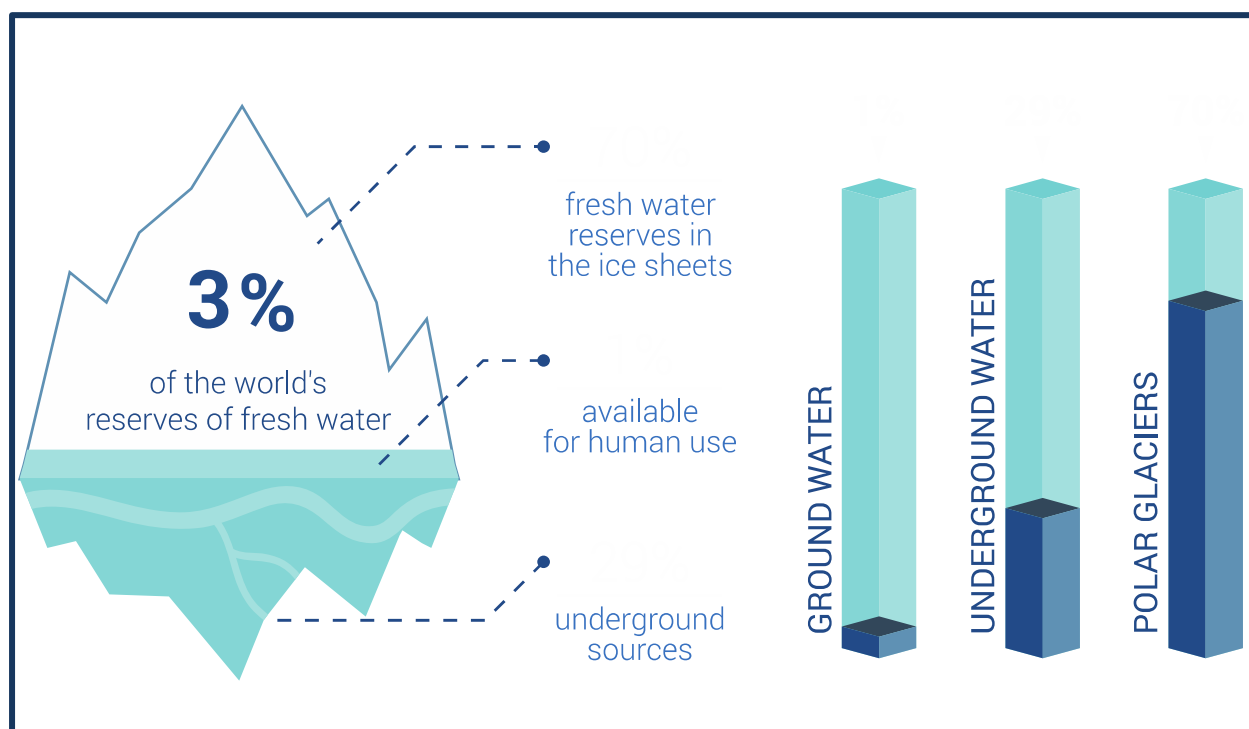 3%
of the world's
reserves of fresh water
fresh water
reserves in
the ice sheets
available
for human use
underground
sources
GROUND WATER
UNDERGROUND WATER
POLAR GLACIERS